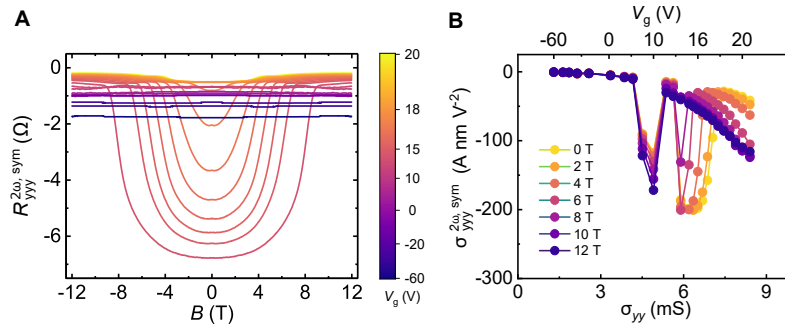 A
R^{2ω, sym}_{yyy} (Ω)
0
-2
-4
-6
-12 -8 -4 0 4 8 12
B (T)
20
18
15
10
0
-20
-60
V_g (V)
B
V_g (V)
-60 0 10 16 20
σ^{2ω, sym}_{yyy} (A nm V⁻²)
0
-100
-200
-300
0 T
2 T
4 T
6 T
8 T
10 T
12 T
0 3 6 9
σ_{yy} (mS)